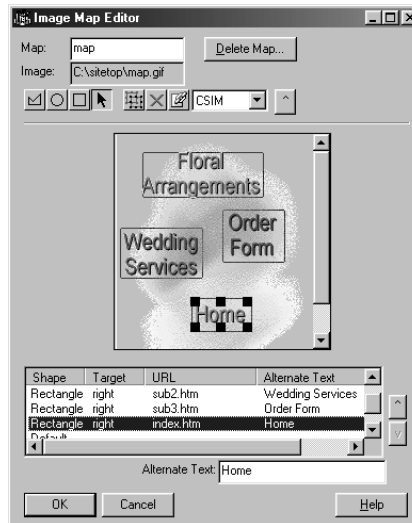 Image Map Editor
Map: map Delete Map...
Image: C:\sitetop\map.gif
CSIM ^
Floral
Arrangements
Order
Form
Wedding
Services
Home
Shape Target URL Alternate Text
Rectangle right sub2.htm Wedding Services
Rectangle right sub3.htm Order Form
Rectangle right index.htm Home
Default
Alternate Text: Home
OK Cancel Help